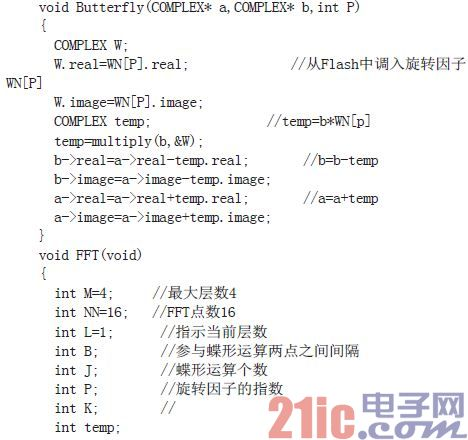 void Butterfly(COMPLEX* a,COMPLEX* b,int P)
{
COMPLEX W;
W.real=WN[P].real; //从Flash中调入旋转因子
WN[P]
W.image=WN[P].image;
COMPLEX temp; //temp=b*WN[p]
temp=multiply(b,&W);
b->real=a->real-temp.real; //b=b-temp
b->image=a->image-temp.image;
a->real=a->real+temp.real; //a=a+temp
a->image=a->image+temp.image;
}
void FFT(void)
{
int M=4; //最大层数4
int NN=16; //FFT点数16
int L=1; //指示当前层数
int B; //参与蝶形运算两点之间间隔
int J; //蝶形运算个数
int P; //旋转因子的指数
int K; //
int temp;
21ic.com 电子网